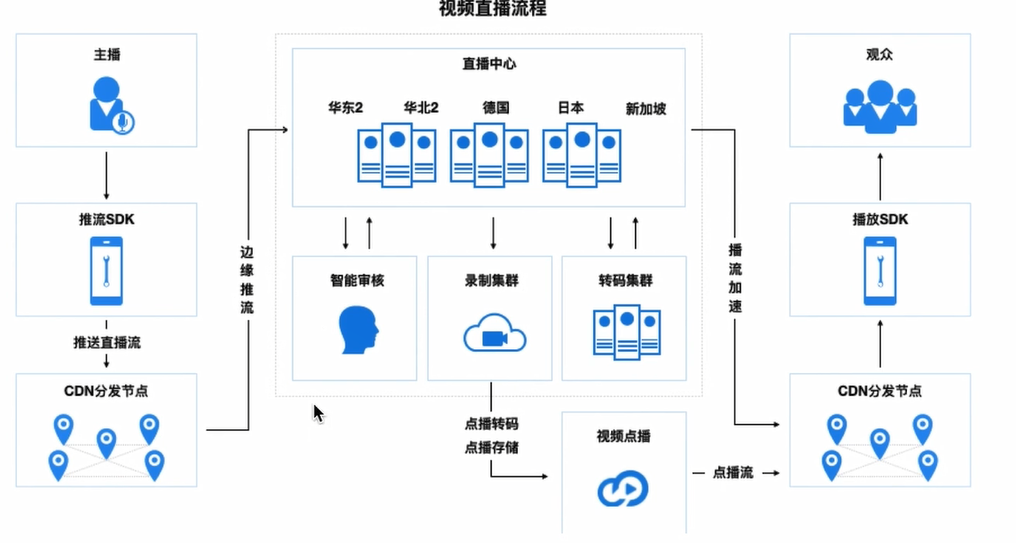 视频直播流程
主播
推流SDK
推送直播流
CDN分发节点
边缘推流
直播中心
华东2
华北2
德国
日本
新加坡
智能审核
录制集群
转码集群
点播转码
点播存储
视频点播
点播流
播流加速
观众
播放SDK
CDN分发节点